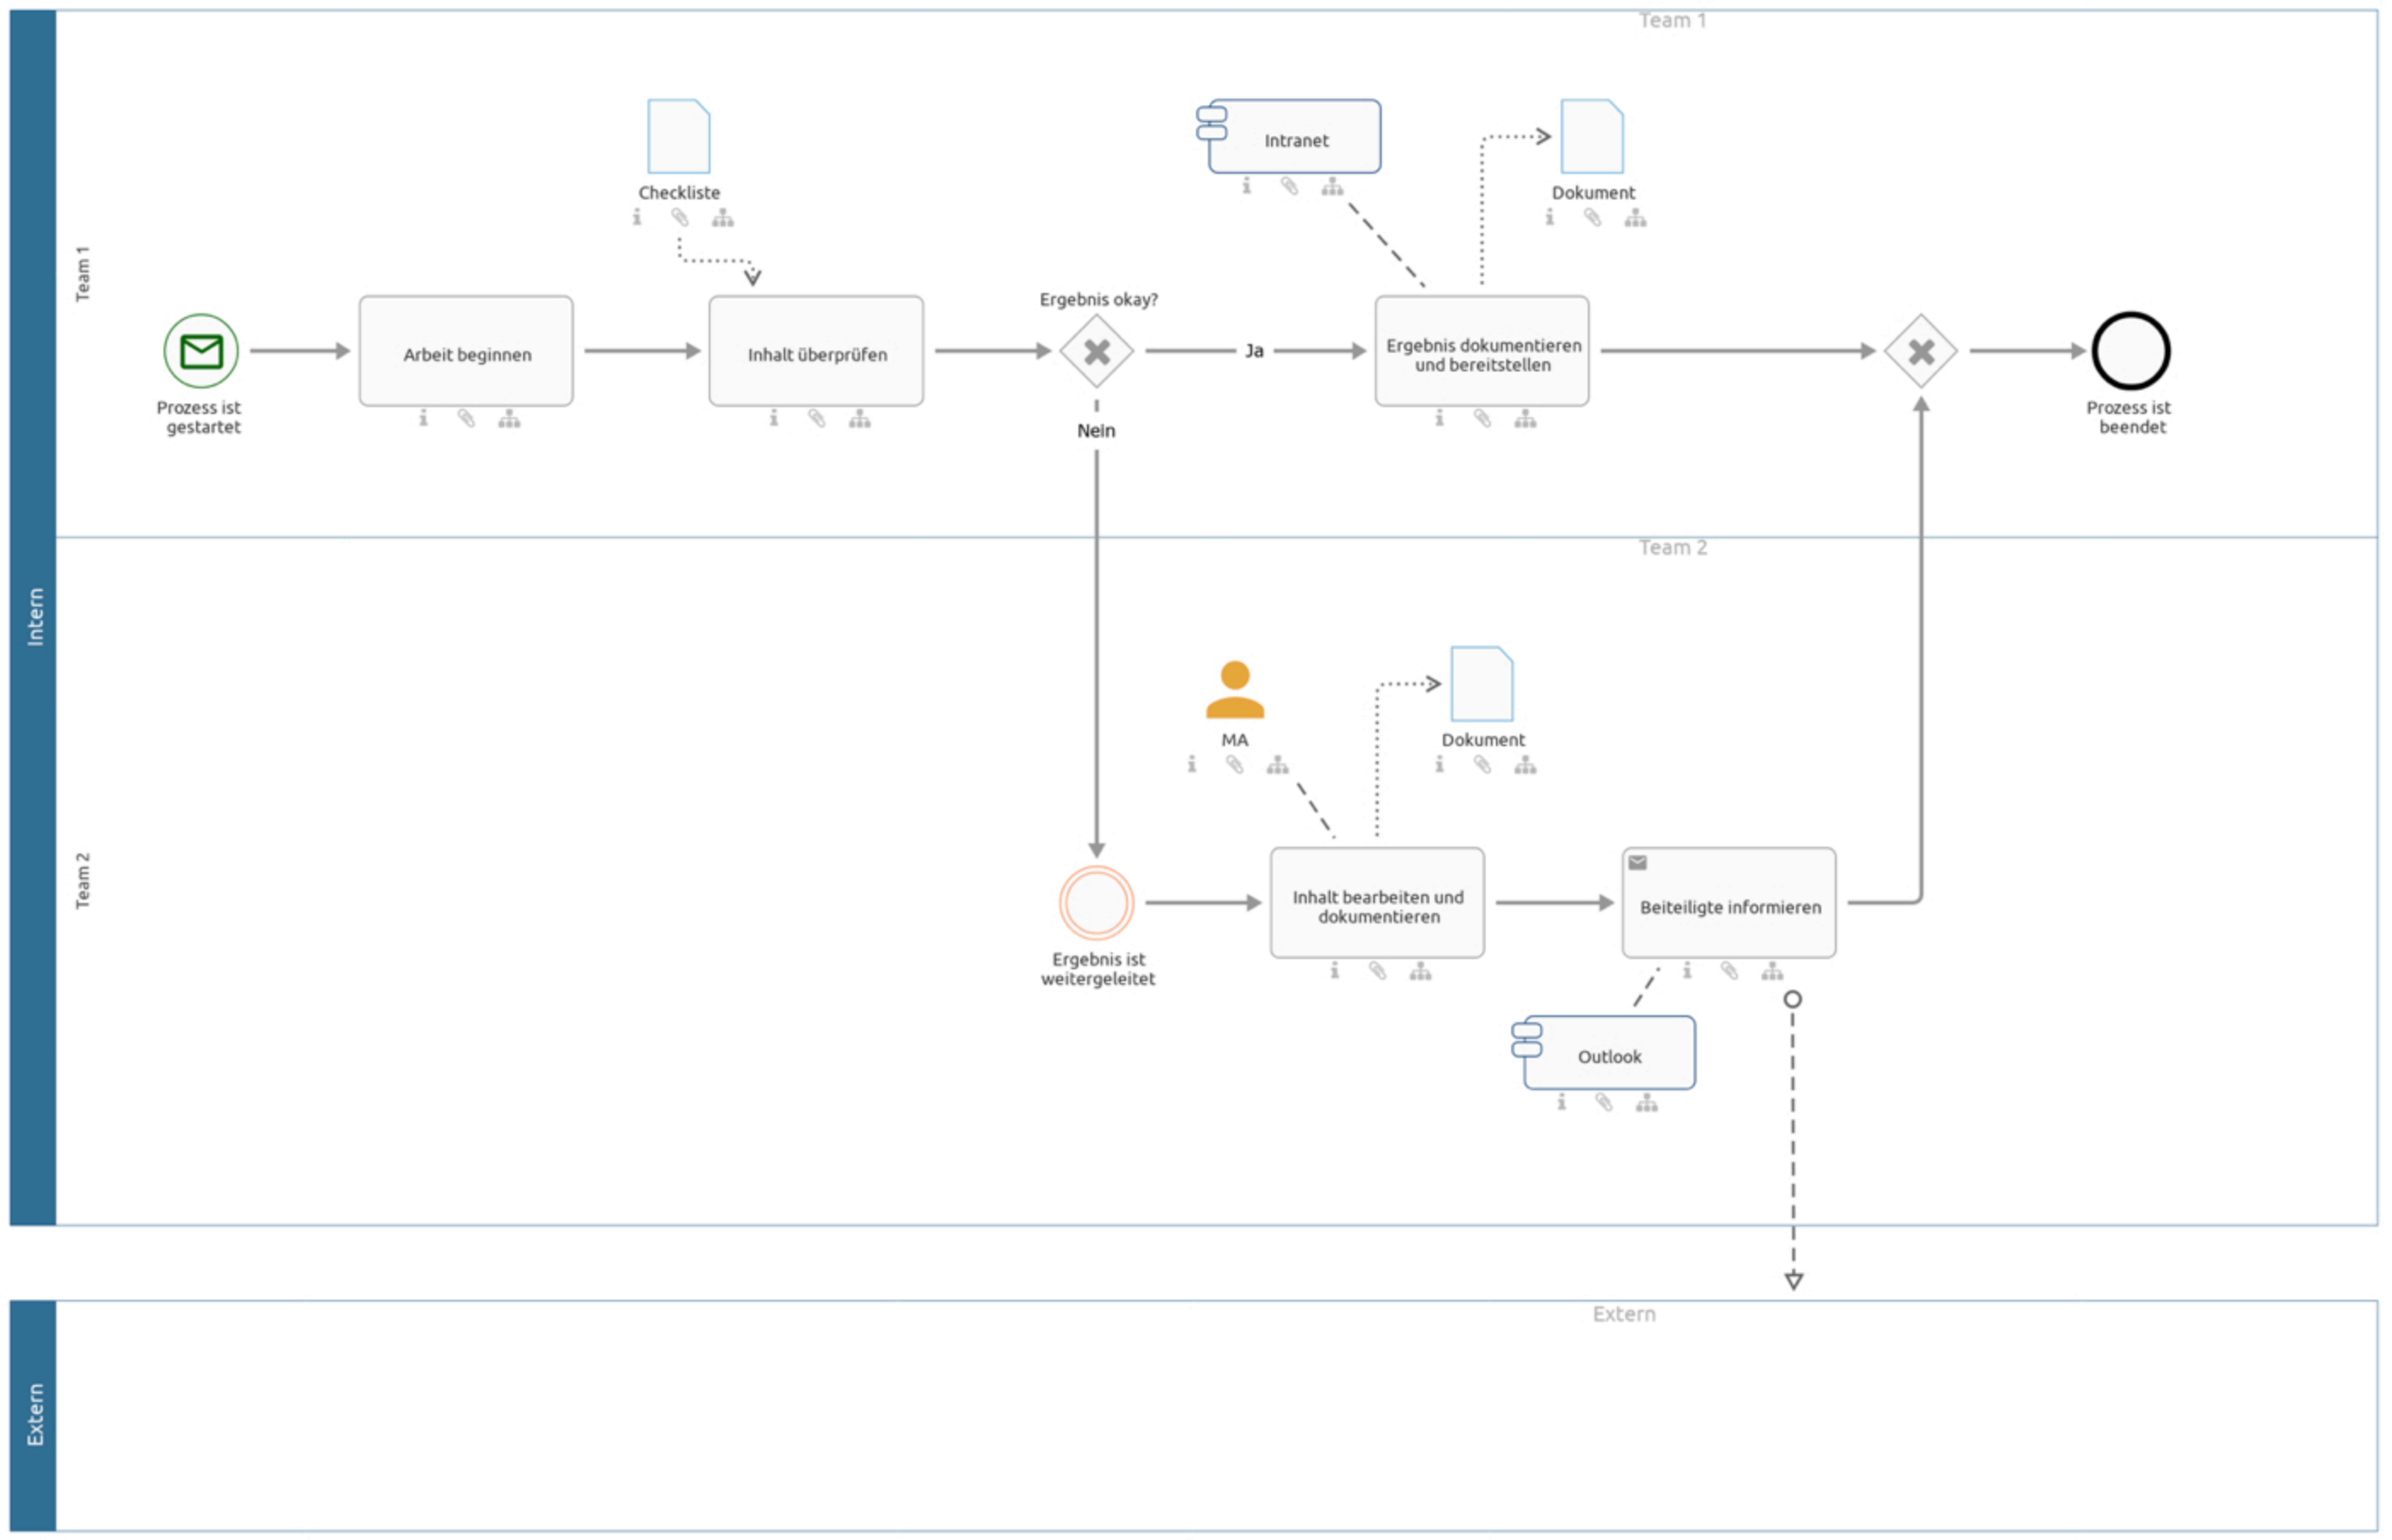 Team 1
Intern
Team 1
Checkliste
Intranet
Dokument
Prozess ist
gestartet
Arbeit beginnen
Inhalt überprüfen
Ergebnis okay?
Ja
Nein
Ergebnis dokumentieren
und bereitstellen
Prozess ist
beendet
Team 2
Team 2
MA
Dokument
Ergebnis ist
weitergeleitet
Inhalt bearbeiten und
dokumentieren
Beiteiligte informieren
Outlook
Extern
Extern